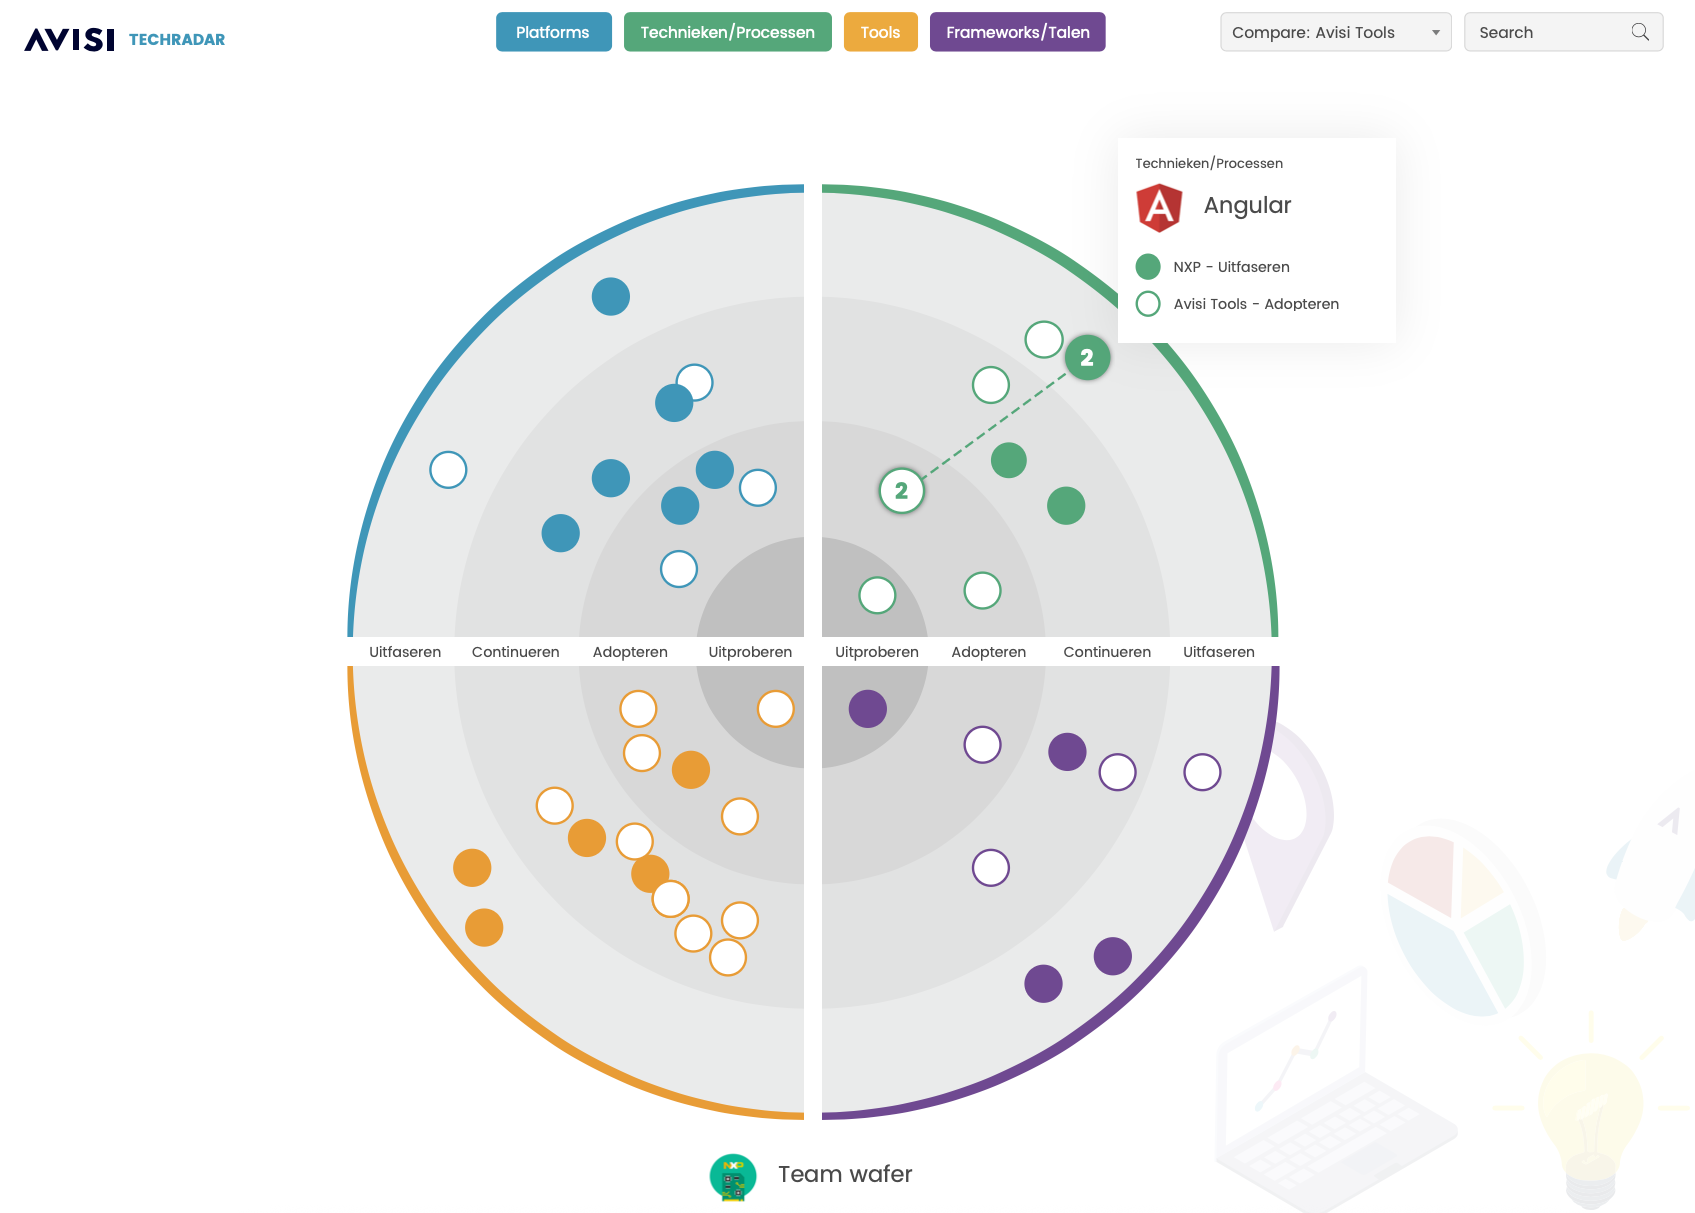 AVISI TECHRADAR
Platforms
Technieken/Processen
Tools
Frameworks/Talen
Compare: Avisi Tools
Search
Technieken/Processen
Angular
NXP - Uitfaseren
Avisi Tools - Adopteren
2
2
Uitfaseren Continueren Adopteren Uitproberen Uitproberen Adopteren Continueren Uitfaseren
NXP
Team wafer